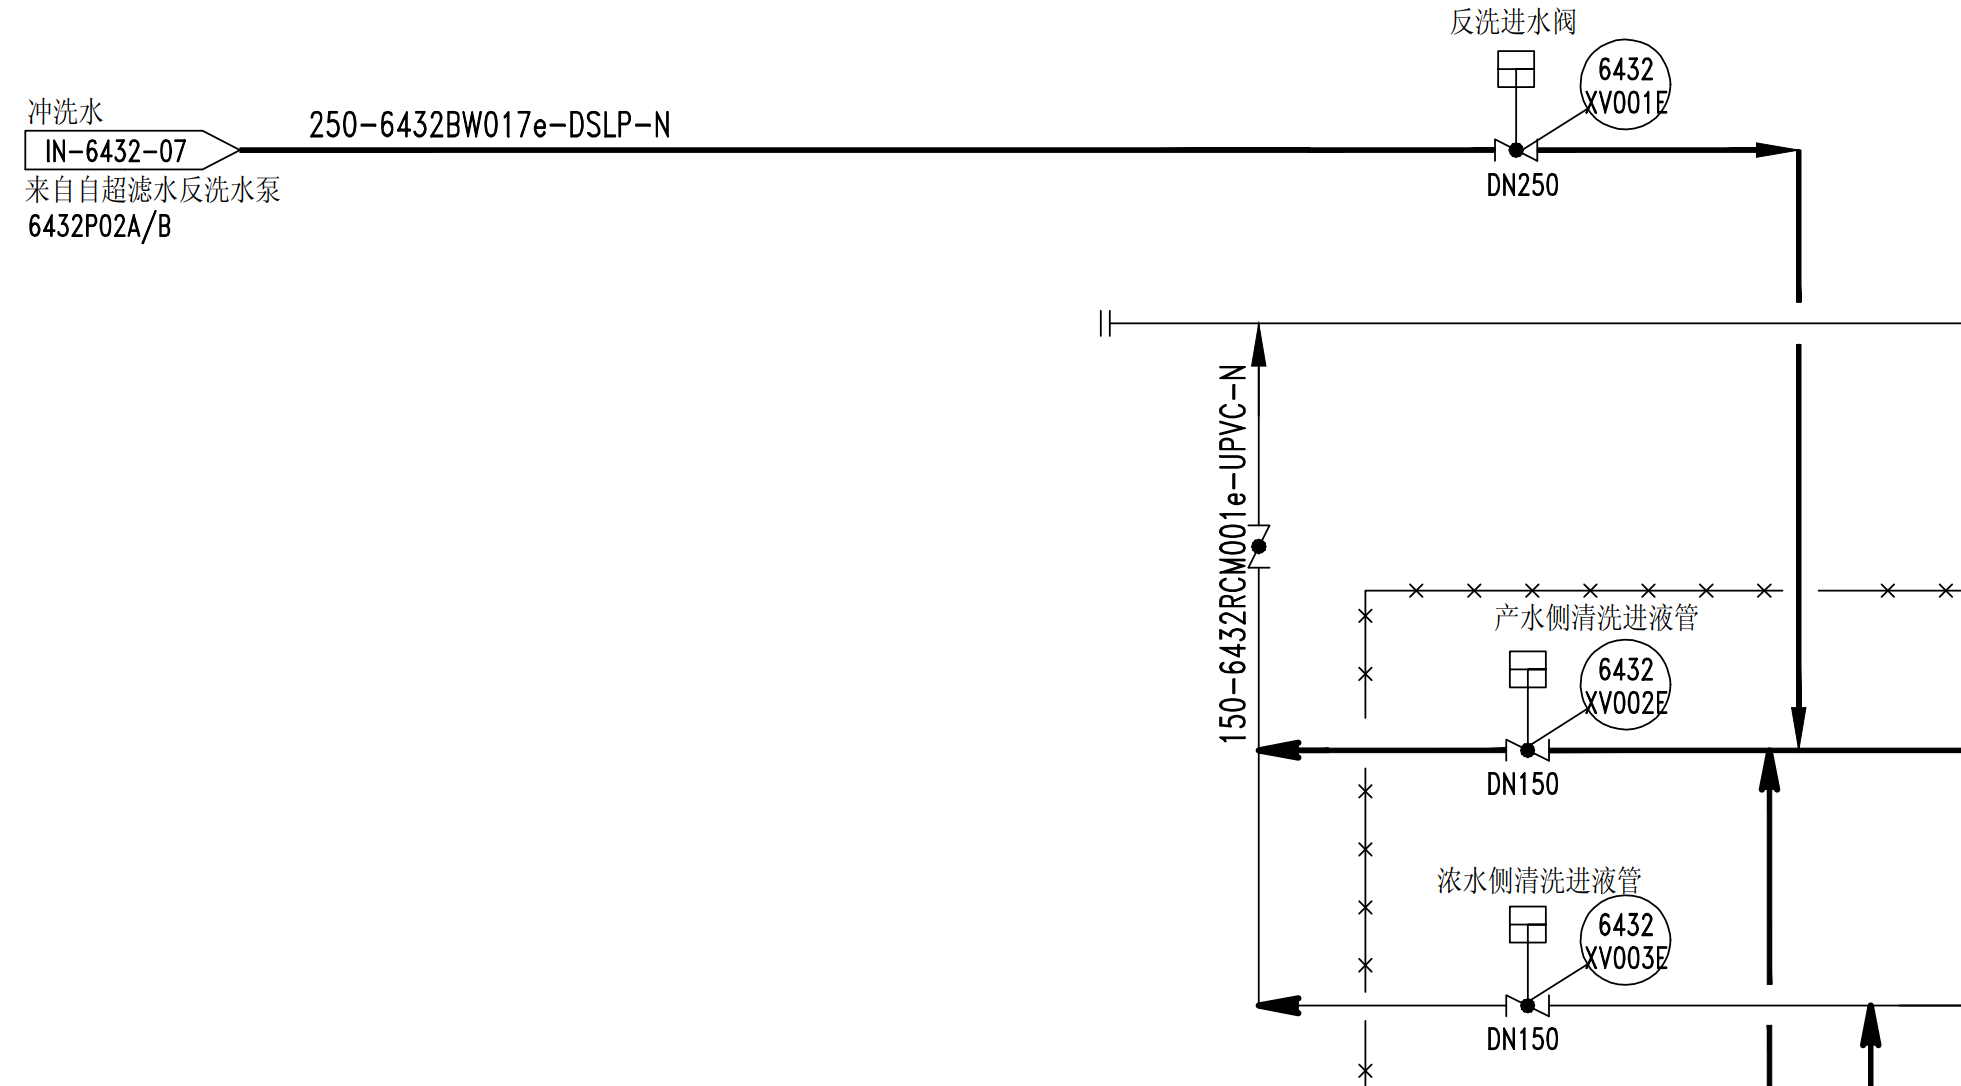 反洗进水阀
6432
XV001E
冲洗水
250-6432BW017e-DSLP-N
IN-6432-07
DN250
来自自超滤水反洗水泵
6432P02A/B
150-6432RCM001e-UPVC-N
产水侧清洗进液管
6432
XV002E
DN150
浓水侧清洗进液管
6432
XV003E
DN150